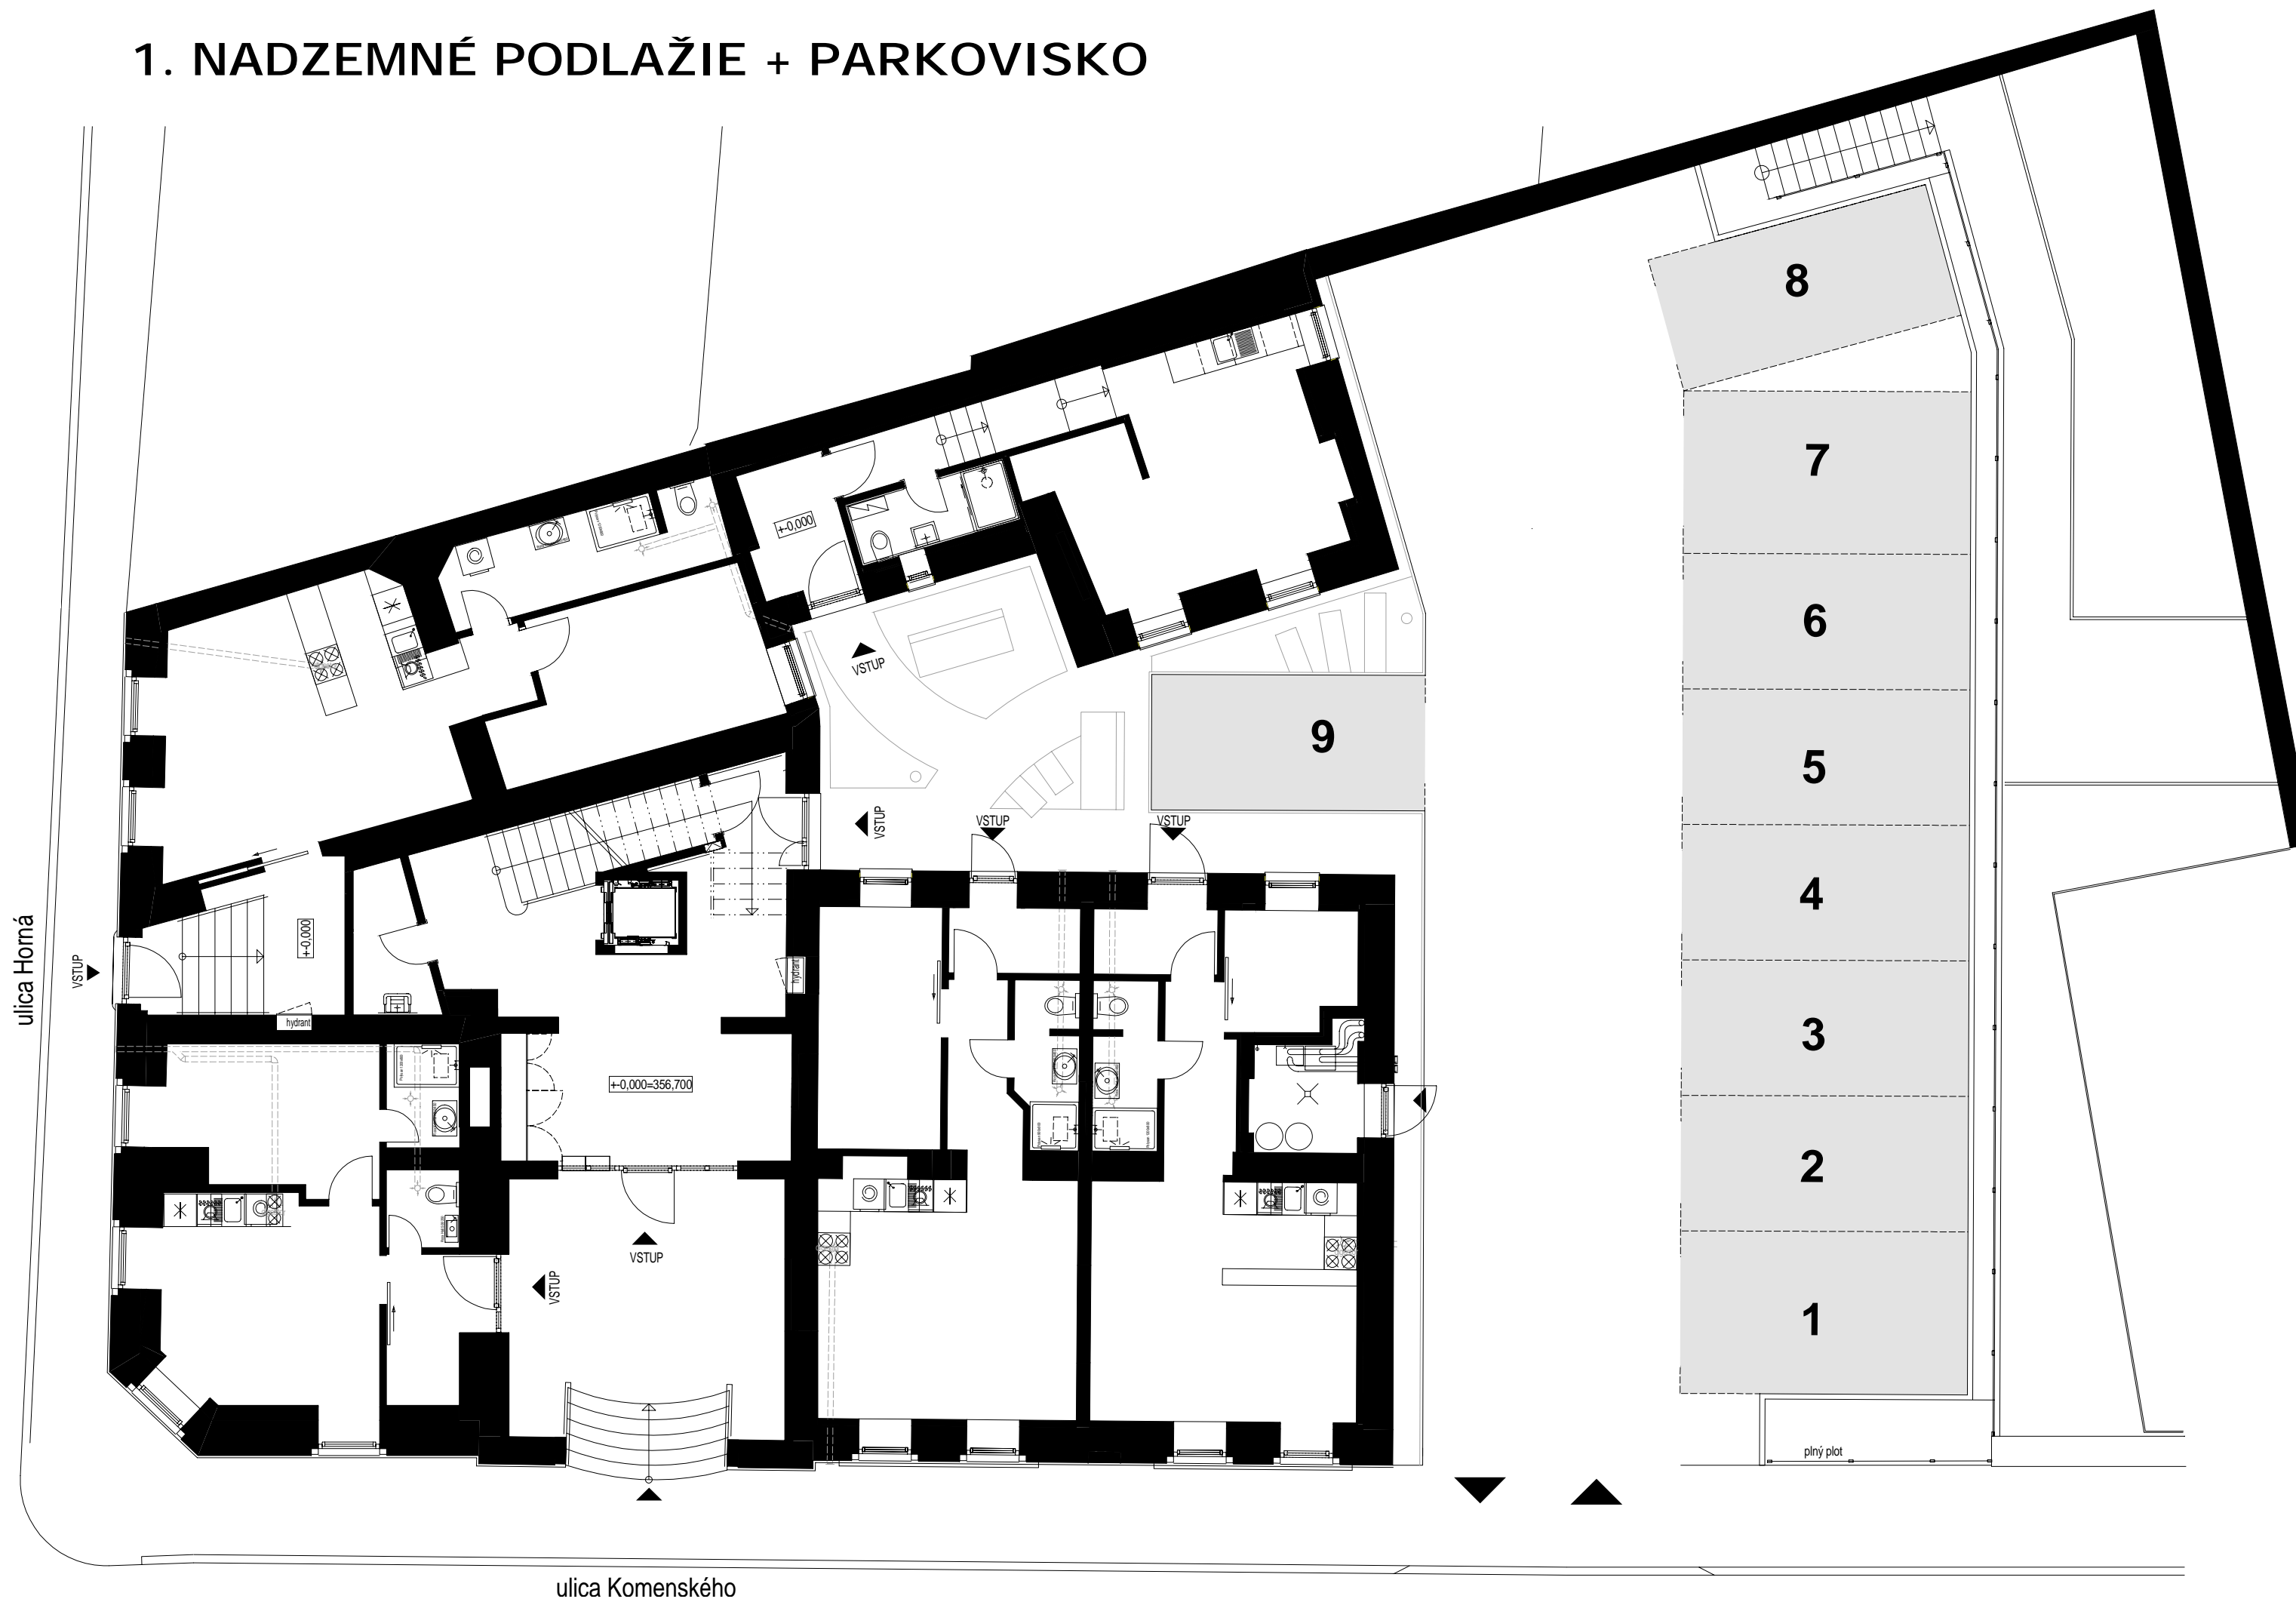 1. NADZEMNÉ PODLAŽIE + PARKOVISKO
8
7
6
5
4
3
2
1
9
+-0,000
VSTUP
VSTUP
VSTUP
VSTUP
ulica Horná
VSTUP
+-0,000
hydrant
hydrant
+-0,000=356,700
VSTUP
VSTUP
plný plot
ulica Komenského